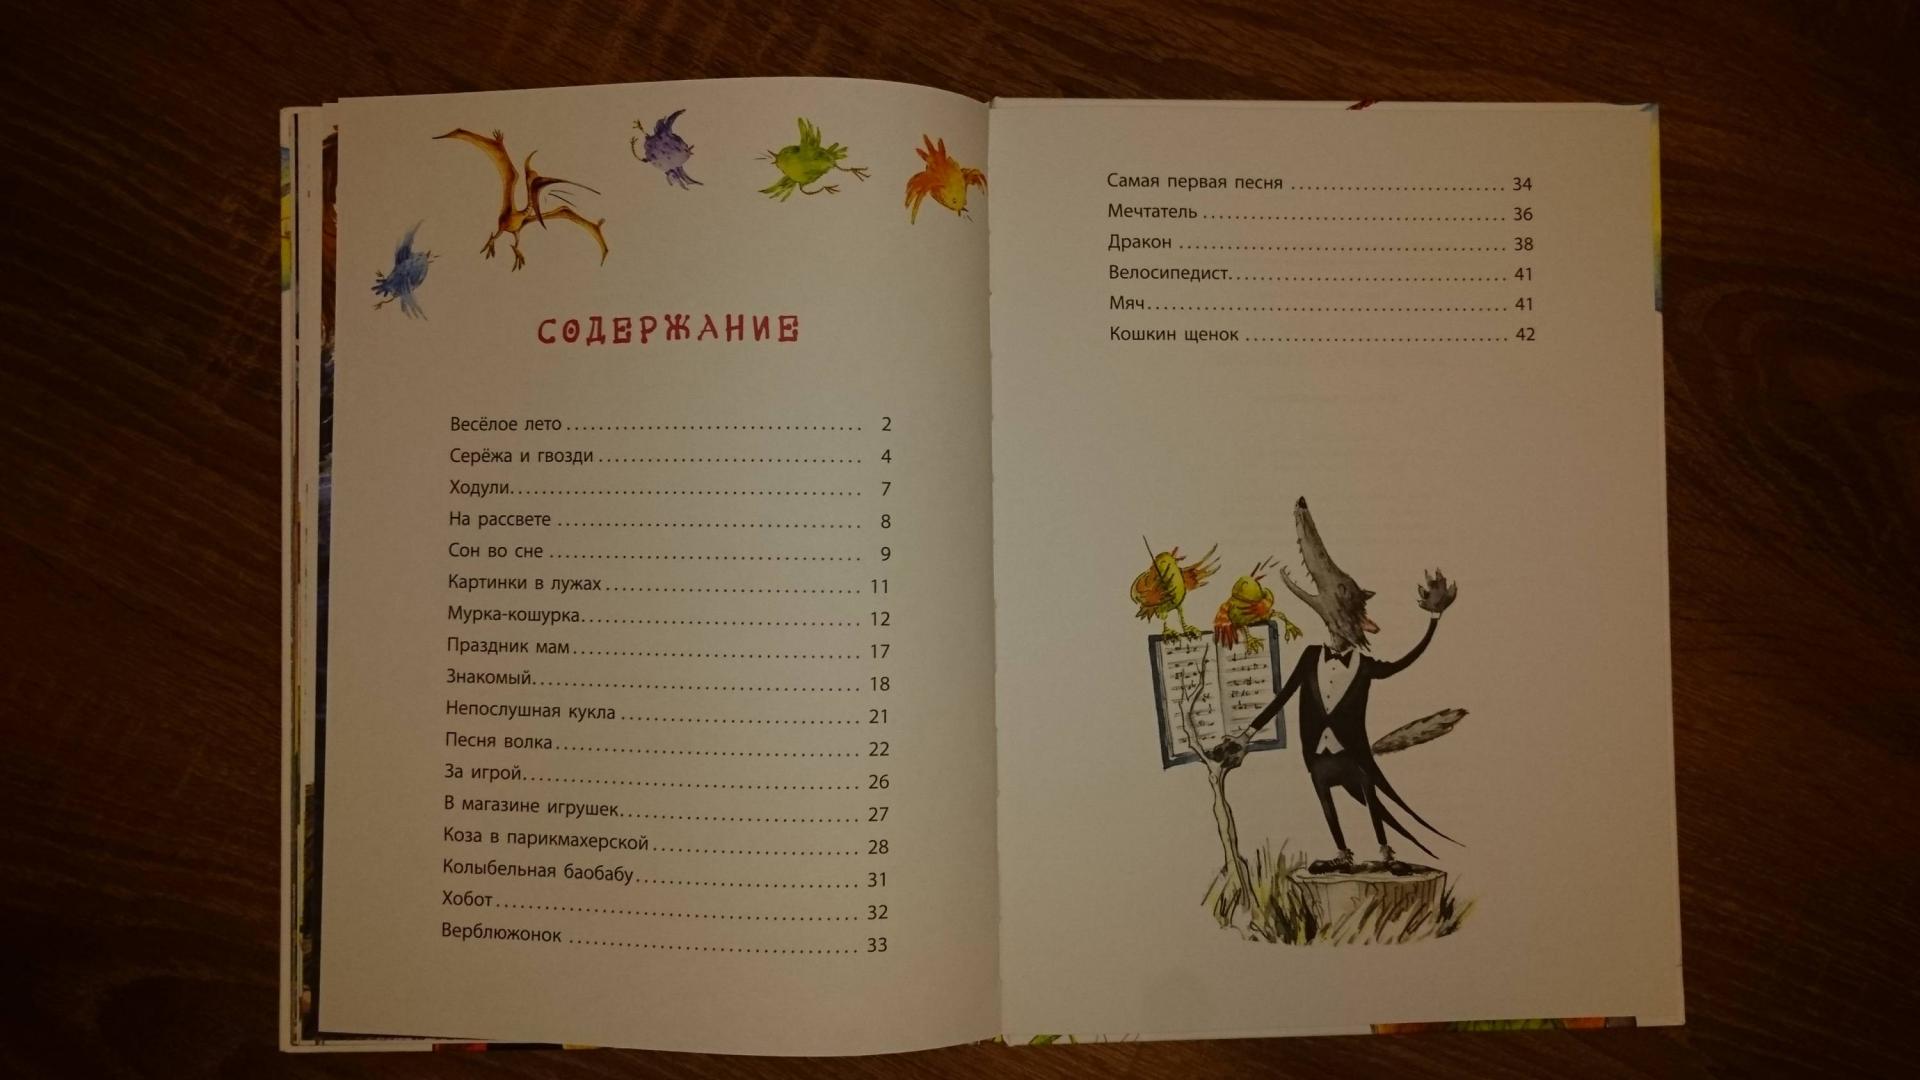 СОДЕРЖАНИЕ
Весёлое лето .................................... 2
Серёжа и гвозди ................................ 4
Ходули........................................... 7
На рассвете ..................................... 8
Сон во сне ...................................... 9
Картинки в лужах ............................... 11
Мурка-кошурка.................................. 12
Праздник мам ................................... 17
Знакомый........................................ 18
Непослушная кукла ............................. 21
Песня волка ..................................... 22
За игрой......................................... 26
В магазине игрушек............................. 27
Коза в парикмахерской ......................... 28
Колыбельная баобабу ........................... 31
Хобот ............................................ 32
Верблюжонок ................................... 33
Самая первая песня ........................... 34
Мечтатель ...................................... 36
Дракон ......................................... 38
Велосипедист................................... 41
Мяч............................................. 41
Кошкин щенок ................................. 42